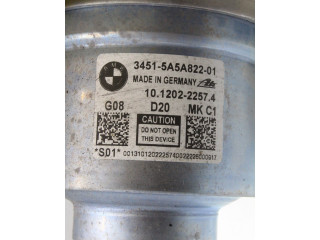 3451-5A5A822-01
MADE IN GERMANY Ate
10.1202-2257.4
G08 D20 MK C1
CAUTION
DO NOT OPEN
THIS DEVICE
*S01*